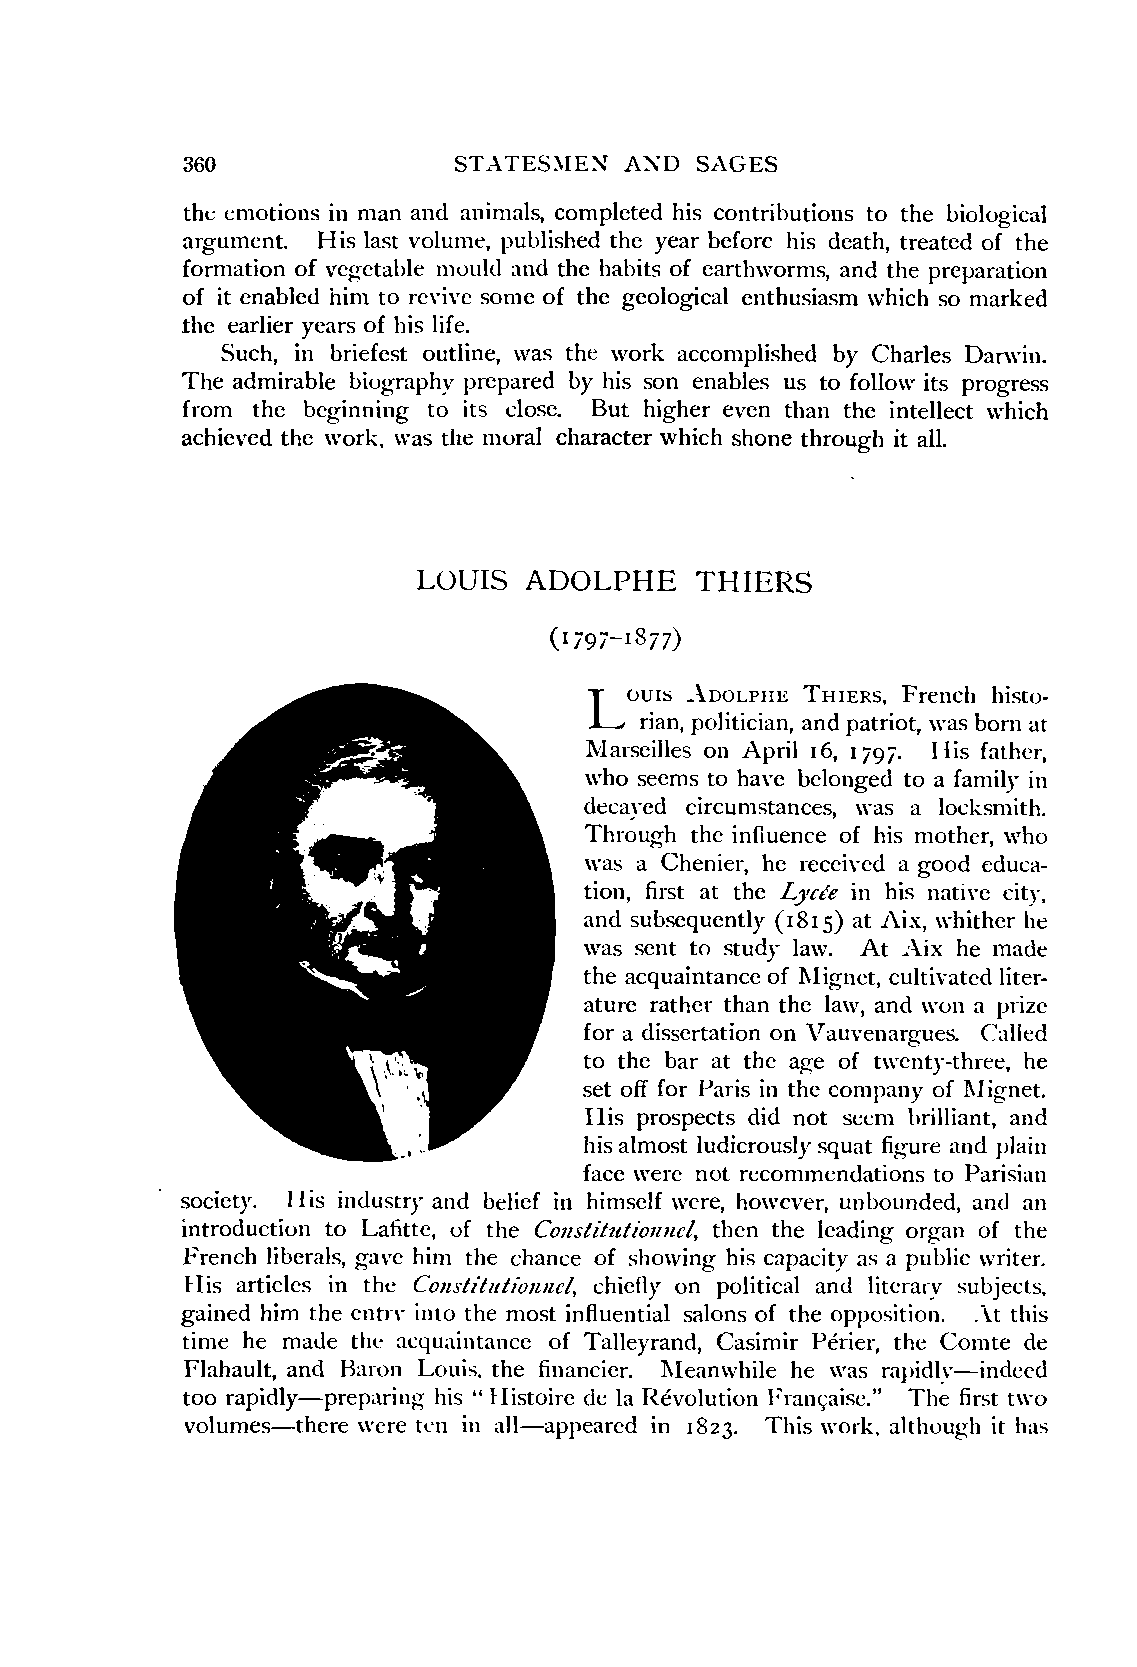 360 STATESMEN AND SAGES
the emotions in man and animals, completed his contributions to the biological
argument. His last volume, published the year before his death, treated of the
formation of vegetable mould and the habits of earthworms, and the preparation
of it enabled him to revive some of the geological enthusiasm which so marked
the earlier years of his life.
Such, in briefest outline, was the work accomplished by Charles Darwin.
The admirable biography prepared by his son enables us to follow its progress
from the beginning to its close. But higher even than the intellect which
achieved the work, was the moral character which shone through it all.
LOUIS ADOLPHE THIERS
(1797–1877)
LOUIS ADOLPHE THIERS, French histo-
rian, politician, and patriot, was born at
Marseilles on April 16, 1797. His father,
who seems to have belonged to a family in
decayed circumstances, was a locksmith.
Through the influence of his mother, who
was a Chenier, he received a good educa-
tion, first at the Lycée in his native city,
and subsequently (1815) at Aix, whither he
was sent to study law. At Aix he made
the acquaintance of Mignet, cultivated liter-
ature rather than the law, and won a prize
for a dissertation on Vauvenargues. Called
to the bar at the age of twenty-three, he
set off for Paris in the company of Mignet.
His prospects did not seem brilliant, and
his almost ludicrously squat figure and plain
face were not recommendations to Parisian
society. His industry and belief in himself were, however, unbounded, and an
introduction to Lafitte, of the Constitutionnel, then the leading organ of the
French liberals, gave him the chance of showing his capacity as a public writer.
His articles in the Constitutionnel, chiefly on political and literary subjects,
gained him the entry into the most influential salons of the opposition. At this
time he made the acquaintance of Talleyrand, Casimir Périer, the Comte de
Flahault, and Baron Louis, the financier. Meanwhile he was rapidly—indeed
too rapidly—preparing his “Histoire de la Révolution Française.” The first two
volumes—there were ten in all—appeared in 1823. This work, although it has